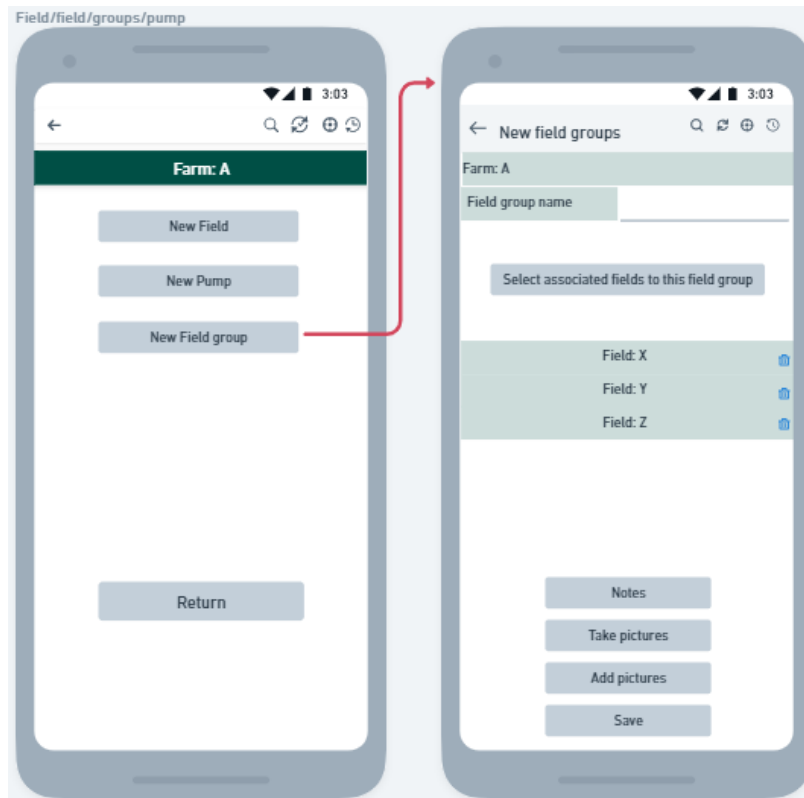 Field/field/groups/pump
3:03
Farm: A
New Field
New Pump
New Field group
Return
3:03
New field groups
Farm: A
Field group name
Select associated fields to this field group
Field: X
Field: Y
Field: Z
Notes
Take pictures
Add pictures
Save